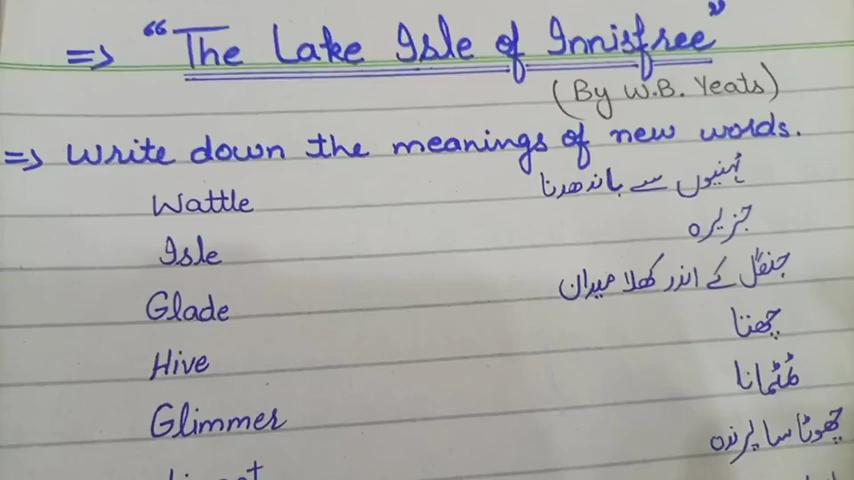 => "The Lake Isle of Innisfree"
(By W.B. Yeats)
=> Write down the meanings of new words.
Wattle ٹہنیوں سے باندھنا
Isle جزیرہ
Glade جنگل کے اندر کھلا میدان
Hive چھتا
Glimmer ٹمٹمانا
چھوٹا سا پرندہ